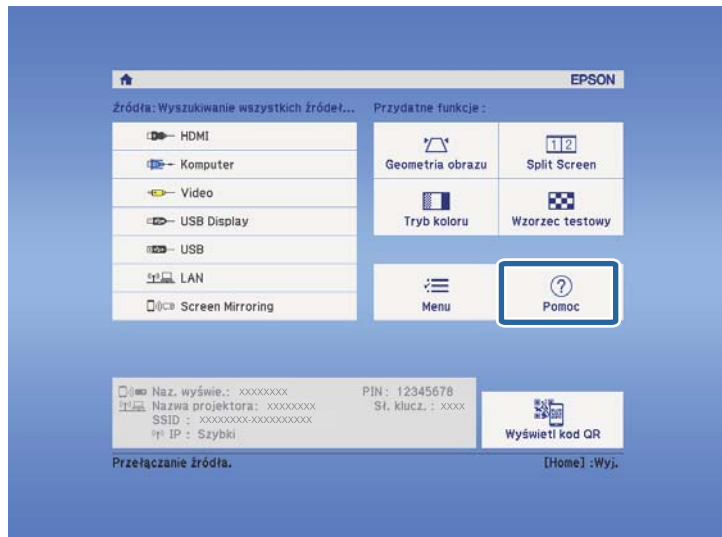 EPSON
Źródła: Wyszukiwanie wszystkich źródeł...
HDMI
Komputer
Video
USB Display
USB
LAN
Screen Mirroring
Przydatne funkcje :
Geometria obrazu
1 2
Split Screen
Tryb koloru
Wzorzec testowy
Menu
?
Pomoc
Naz. wyświe.: xxxxxxxx
PIN : 12345678
Nazwa projektora: xxxxxxxx
Sł. klucz. : xxxx
SSID : xxxxxxxx-xxxxxxxxxx
IP : Szybki
Wyświetl kod QR
Przełączanie źródła.
[Home] :Wyj.